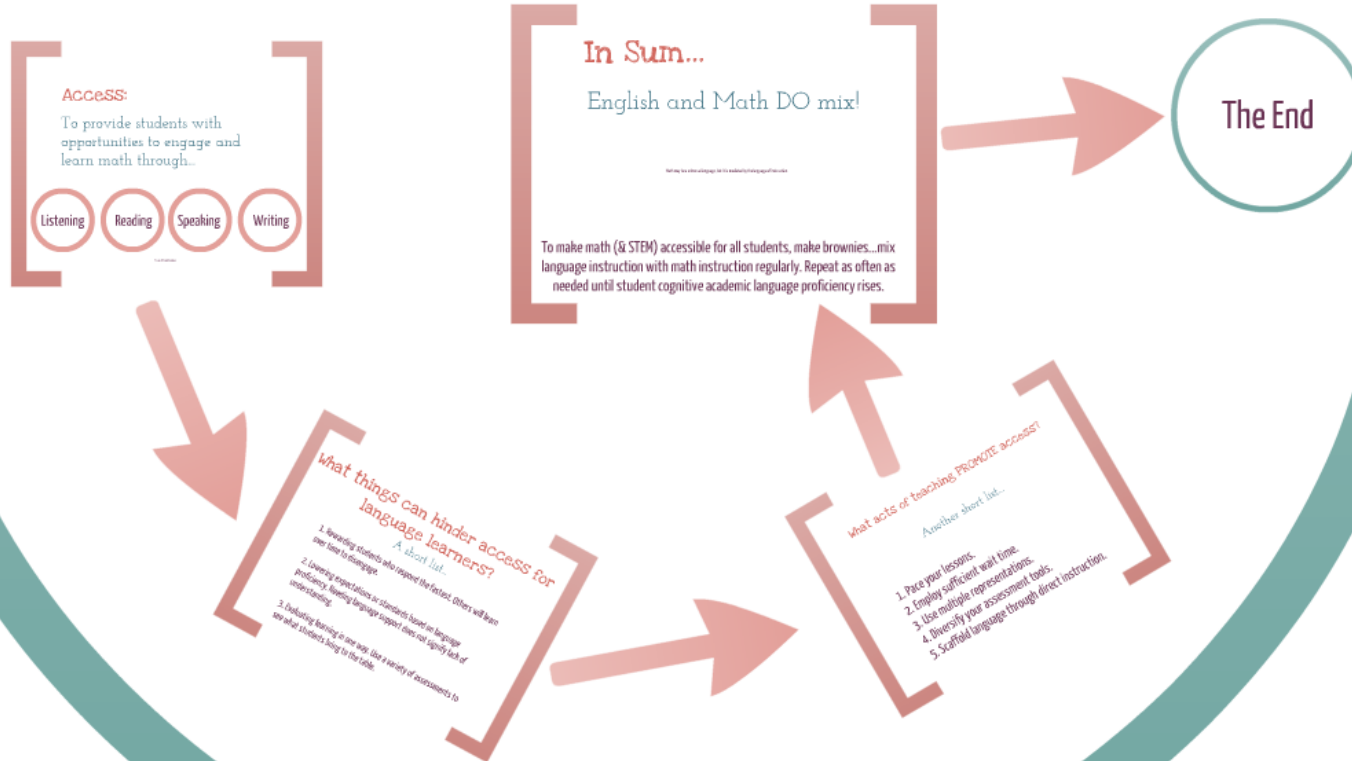 Access:
To provide students with
opportunities to engage and
learn math through...
Listening
Reading
Speaking
Writing
What things can hinder access for
language learners?
A short list...
1. Rewarding students who respond the fastest. Others will learn
over time to disengage.
2. Lowering expectations or standards based on language
proficiency. Needing language support does not signify lack of
understanding.
3. Evaluating learning in one way. Use a variety of assessments to
see what students bring to the table.
What acts of teaching PROMOTE access?
Another short list...
1. Pace your lessons.
2. Employ sufficient wait time.
3. Use multiple representations.
4. Diversify your assessment tools.
5. Scaffold language through direct instruction.
In Sum...
English and Math DO mix!
To make math (& STEM) accessible for all students, make brownies...mix
language instruction with math instruction regularly. Repeat as often as
needed until student cognitive academic language proficiency rises.
The End